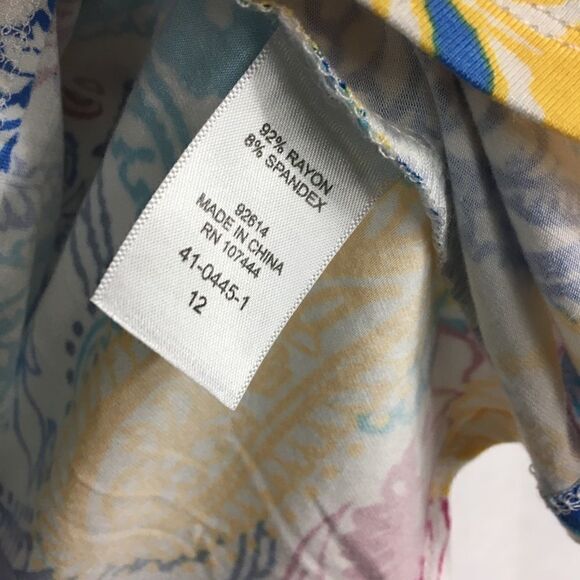 92% RAYON
8% SPANDEX
92614
MADE IN CHINA
RN 107444
41-0445-1
12